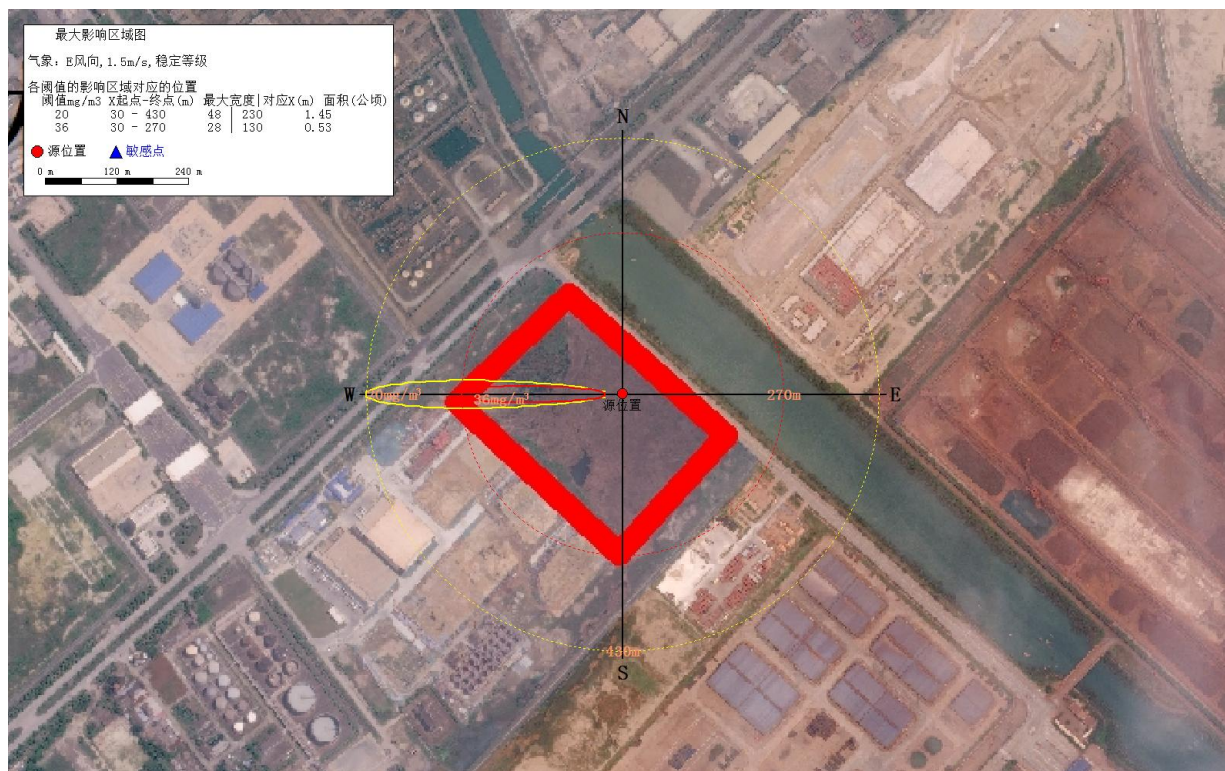 最大影响区域图
气象: E风向,1.5m/s,稳定等级
各阈值的影响区域对应的位置
阈值mg/m3 X起点-终点(m) 最大宽度|对应X(m) 面积(公顷)
20 30 - 430 48 | 230 1.45
36 30 - 270 28 | 130 0.53
源位置 敏感点
0 m 120 m 240 m
N
W 20mg/m³ 36mg/m³ 270m E
源位置
430m
S